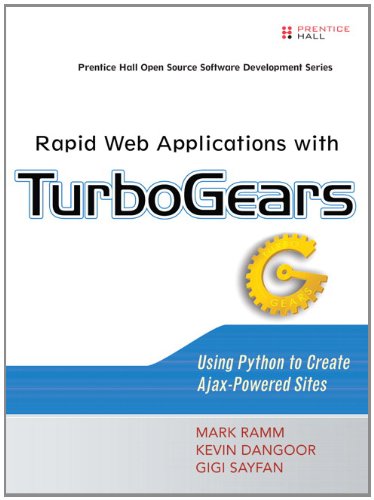 PRENTICE
HALL
Prentice Hall Open Source Software Development Series
Rapid Web Applications with
TurboGears
TURBO
GEARS
Using Python to Create
Ajax-Powered Sites
MARK RAMM
KEVIN DANGOOR
GIGI SAYFAN